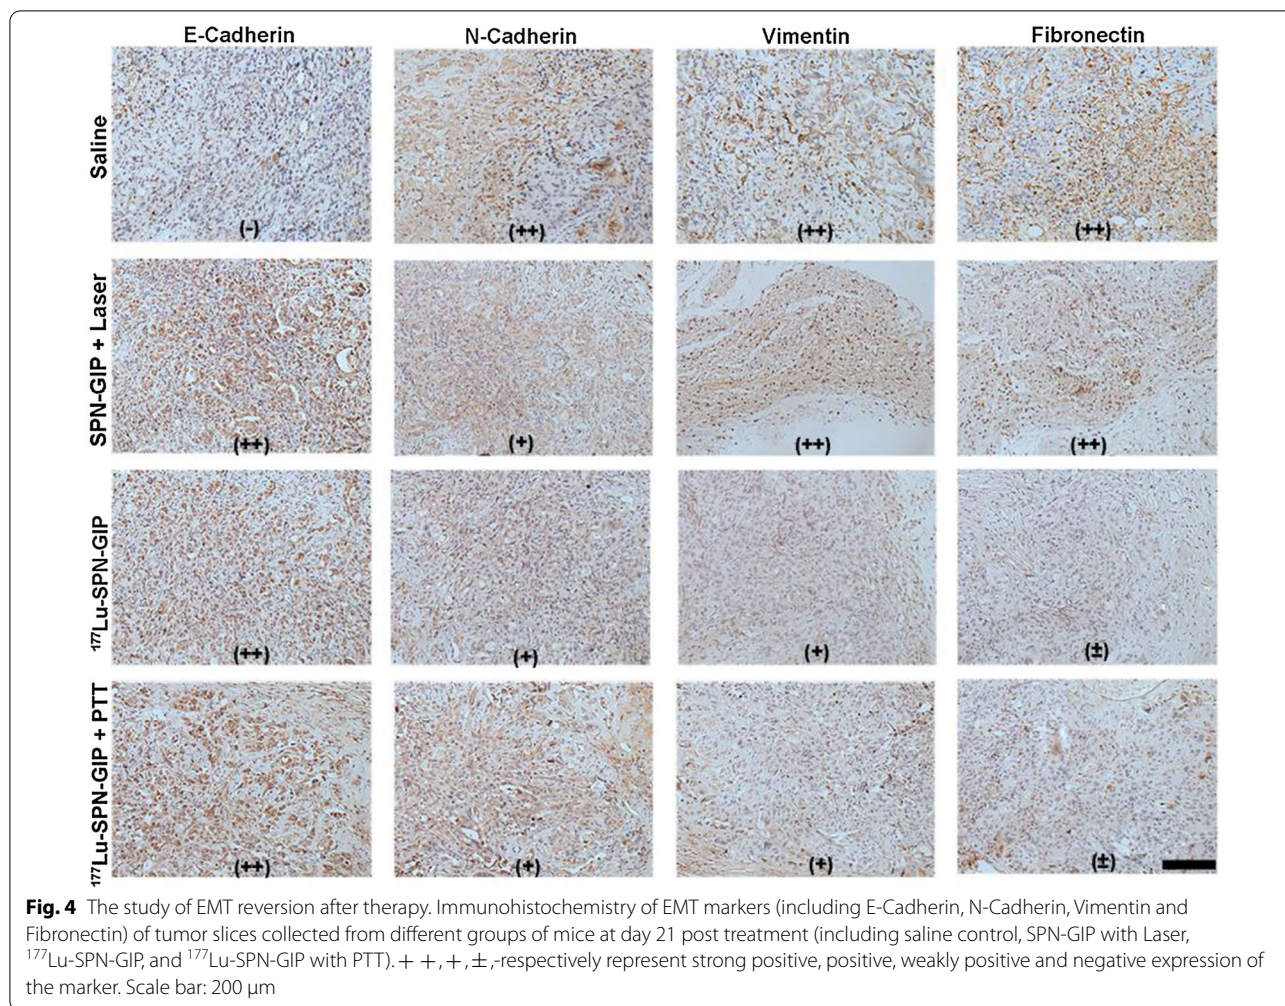 E-Cadherin N-Cadherin Vimentin Fibronectin
Saline
(-) (++) (++) (++)
SPN-GIP + Laser
(++) (+) (++) (++)
¹⁷⁷Lu-SPN-GIP
(++) (+) (+) (±)
¹⁷⁷Lu-SPN-GIP + PTT
(++) (+) (+) (±)
Fig. 4 The study of EMT reversion after therapy. Immunohistochemistry of EMT markers (including E-Cadherin, N-Cadherin, Vimentin and
Fibronectin) of tumor slices collected from different groups of mice at day 21 post treatment (including saline control, SPN-GIP with Laser,
¹⁷⁷Lu-SPN-GIP, and ¹⁷⁷Lu-SPN-GIP with PTT). + +, +, ±,-respectively represent strong positive, positive, weakly positive and negative expression of
the marker. Scale bar: 200 μm